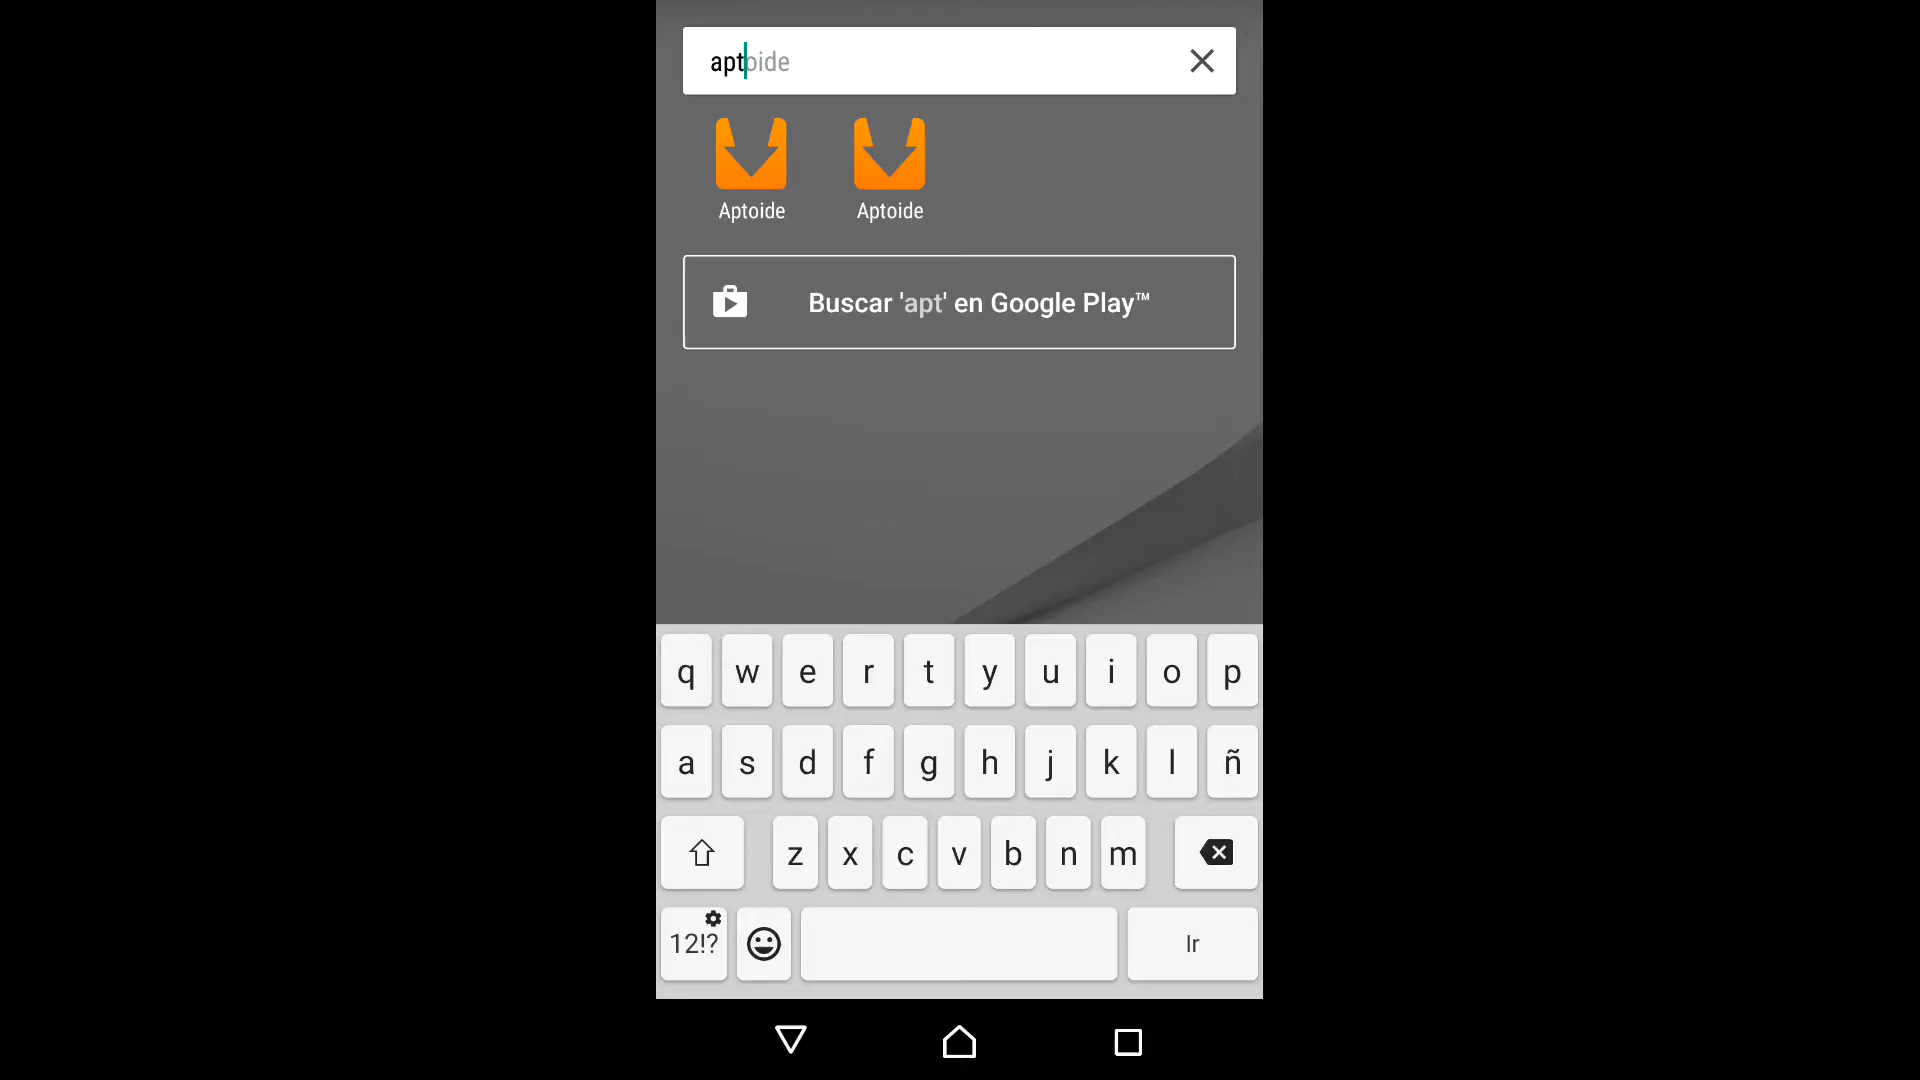 aptoide
Aptoide Aptoide
Buscar 'apt' en Google Play™
q w e r t y u i o p
a s d f g h j k l ñ
z x c v b n m
12!? Ir